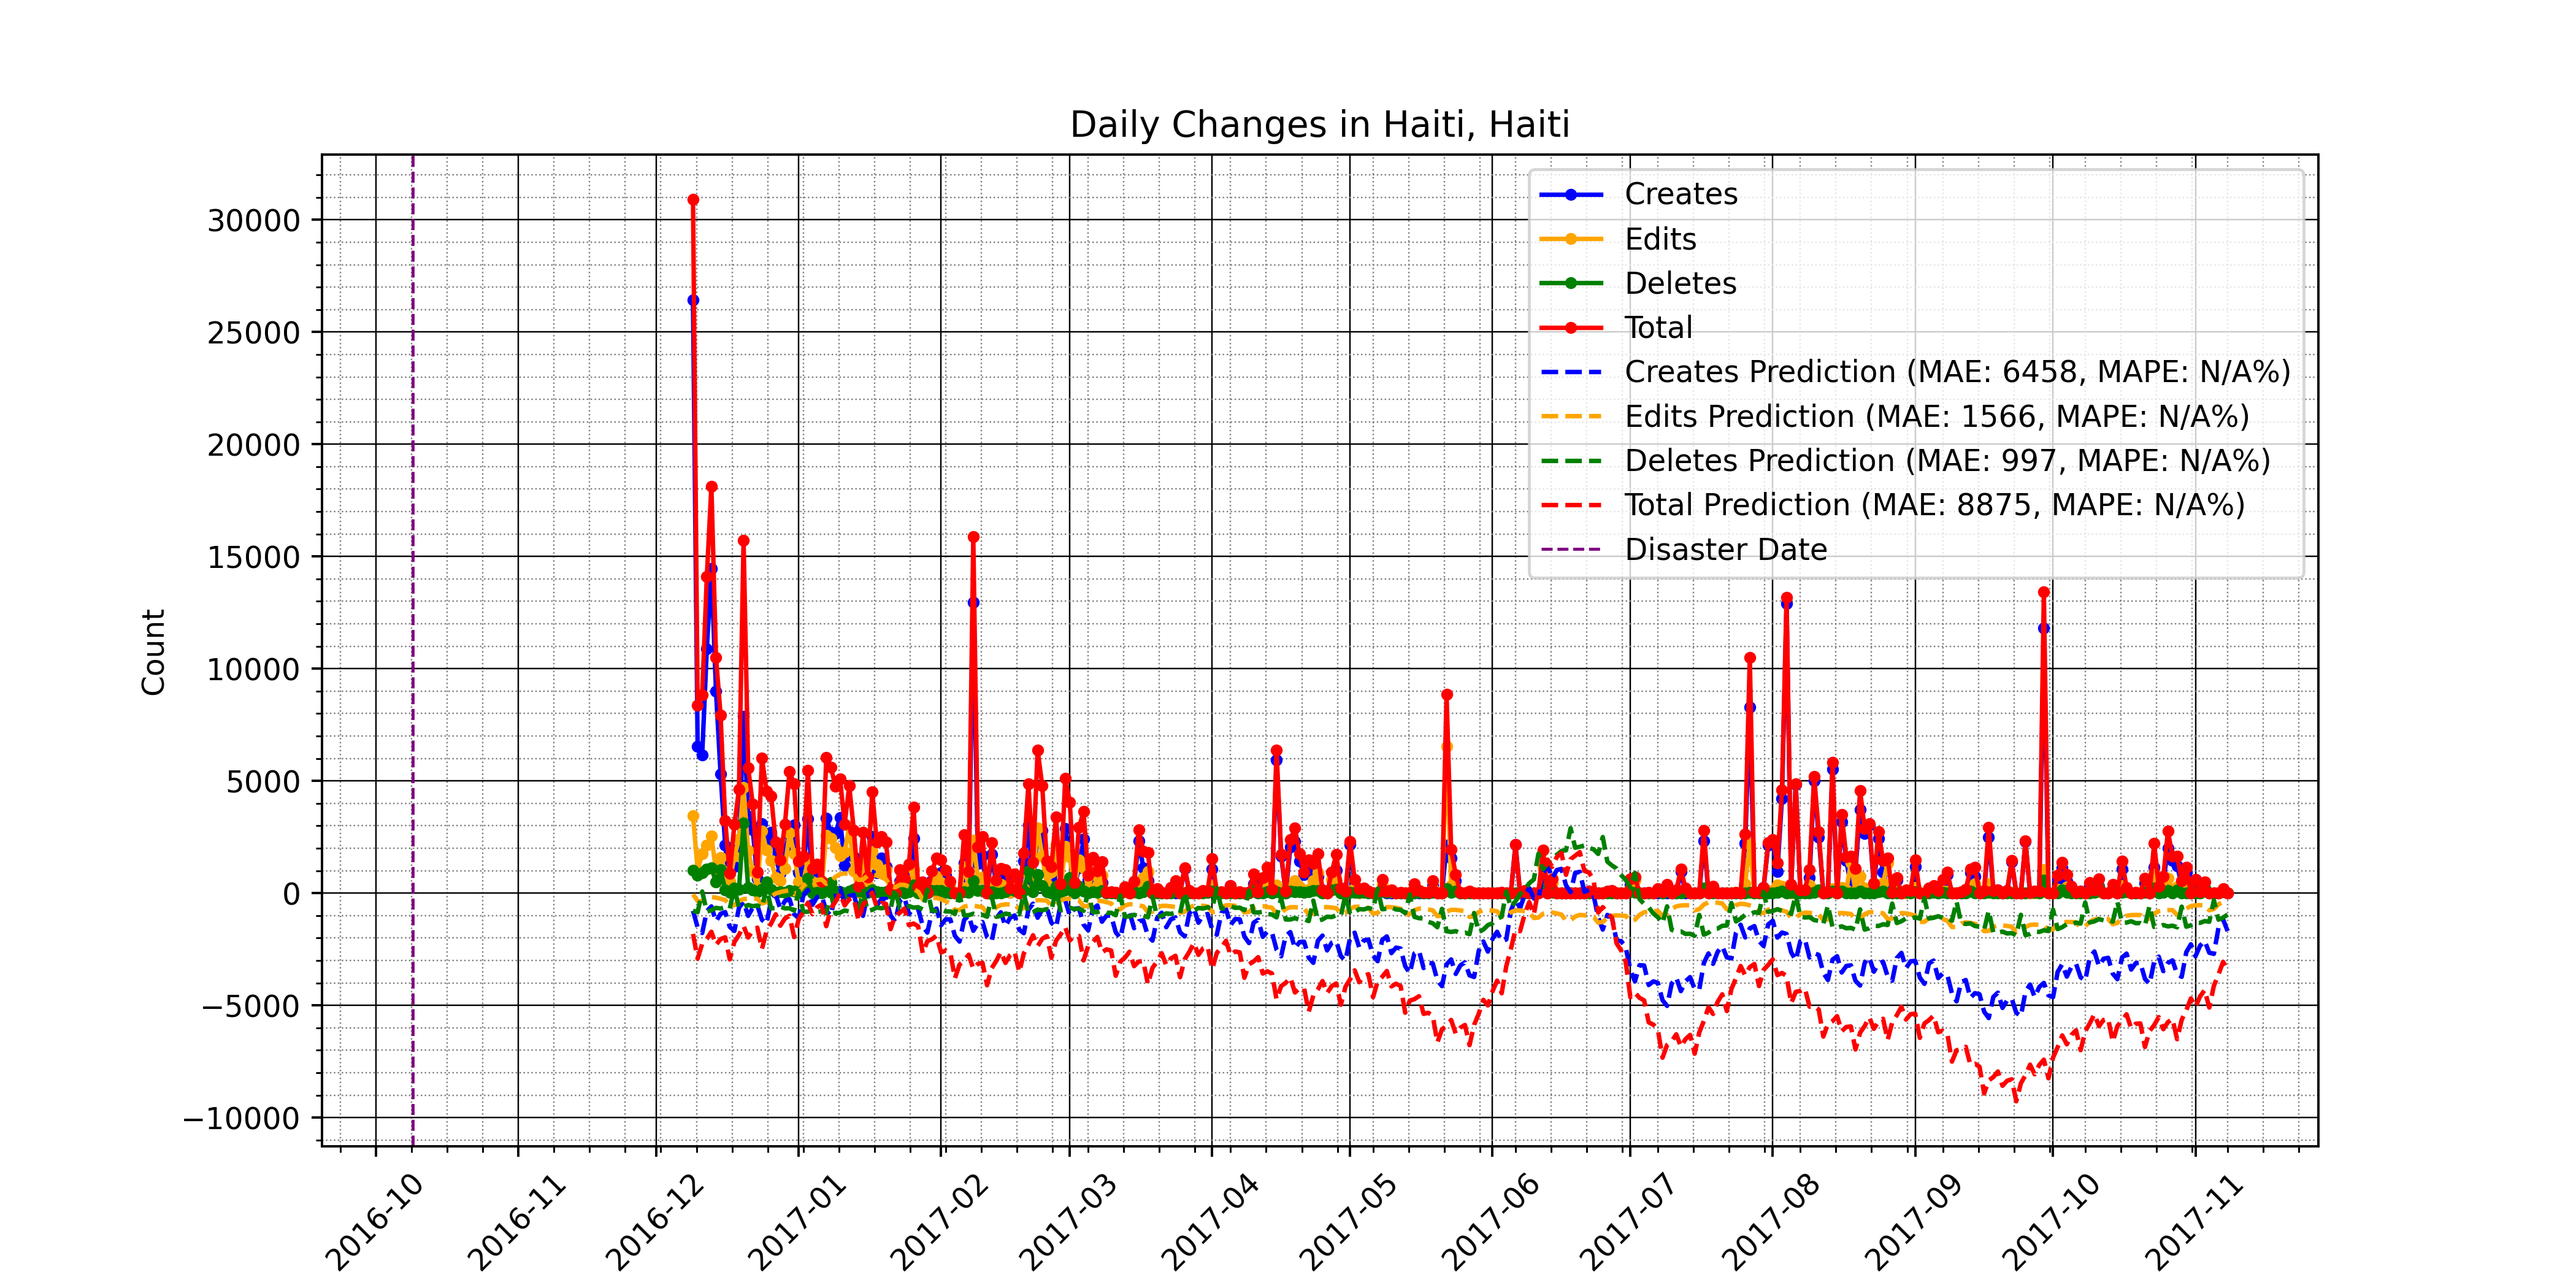 Daily Changes in Haiti, Haiti
Count
30000
25000
20000
15000
10000
5000
0
−5000
−10000
Creates
Edits
Deletes
Total
Creates Prediction (MAE: 6458, MAPE: N/A%)
Edits Prediction (MAE: 1566, MAPE: N/A%)
Deletes Prediction (MAE: 997, MAPE: N/A%)
Total Prediction (MAE: 8875, MAPE: N/A%)
Disaster Date
2016-10
2016-11
2016-12
2017-01
2017-02
2017-03
2017-04
2017-05
2017-06
2017-07
2017-08
2017-09
2017-10
2017-11